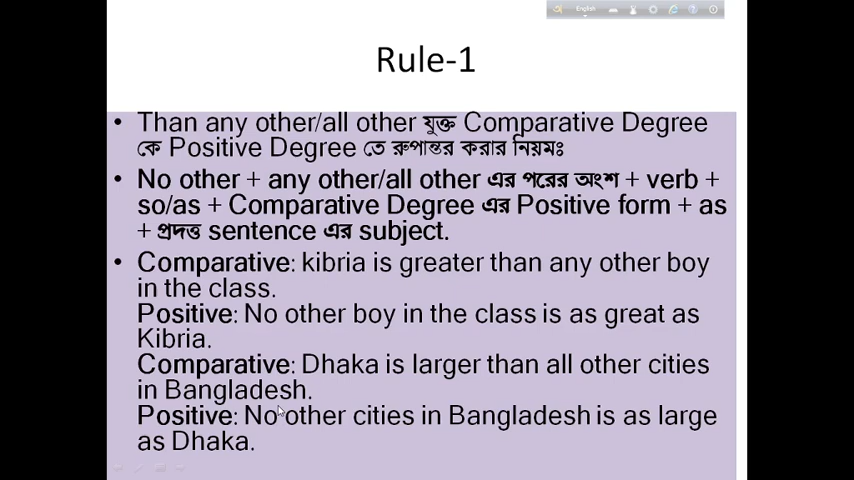 English
Rule-1
• Than any other/all other যুক্ত Comparative Degree
কে Positive Degree তে রুপান্তর করার নিয়মঃ
• No other + any other/all other এর পরের অংশ + verb +
so/as + Comparative Degree এর Positive form + as
+ প্রদত্ত sentence এর subject.
• Comparative: kibria is greater than any other boy
in the class.
Positive: No other boy in the class is as great as
Kibria.
Comparative: Dhaka is larger than all other cities
in Bangladesh.
Positive: No other cities in Bangladesh is as large
as Dhaka.